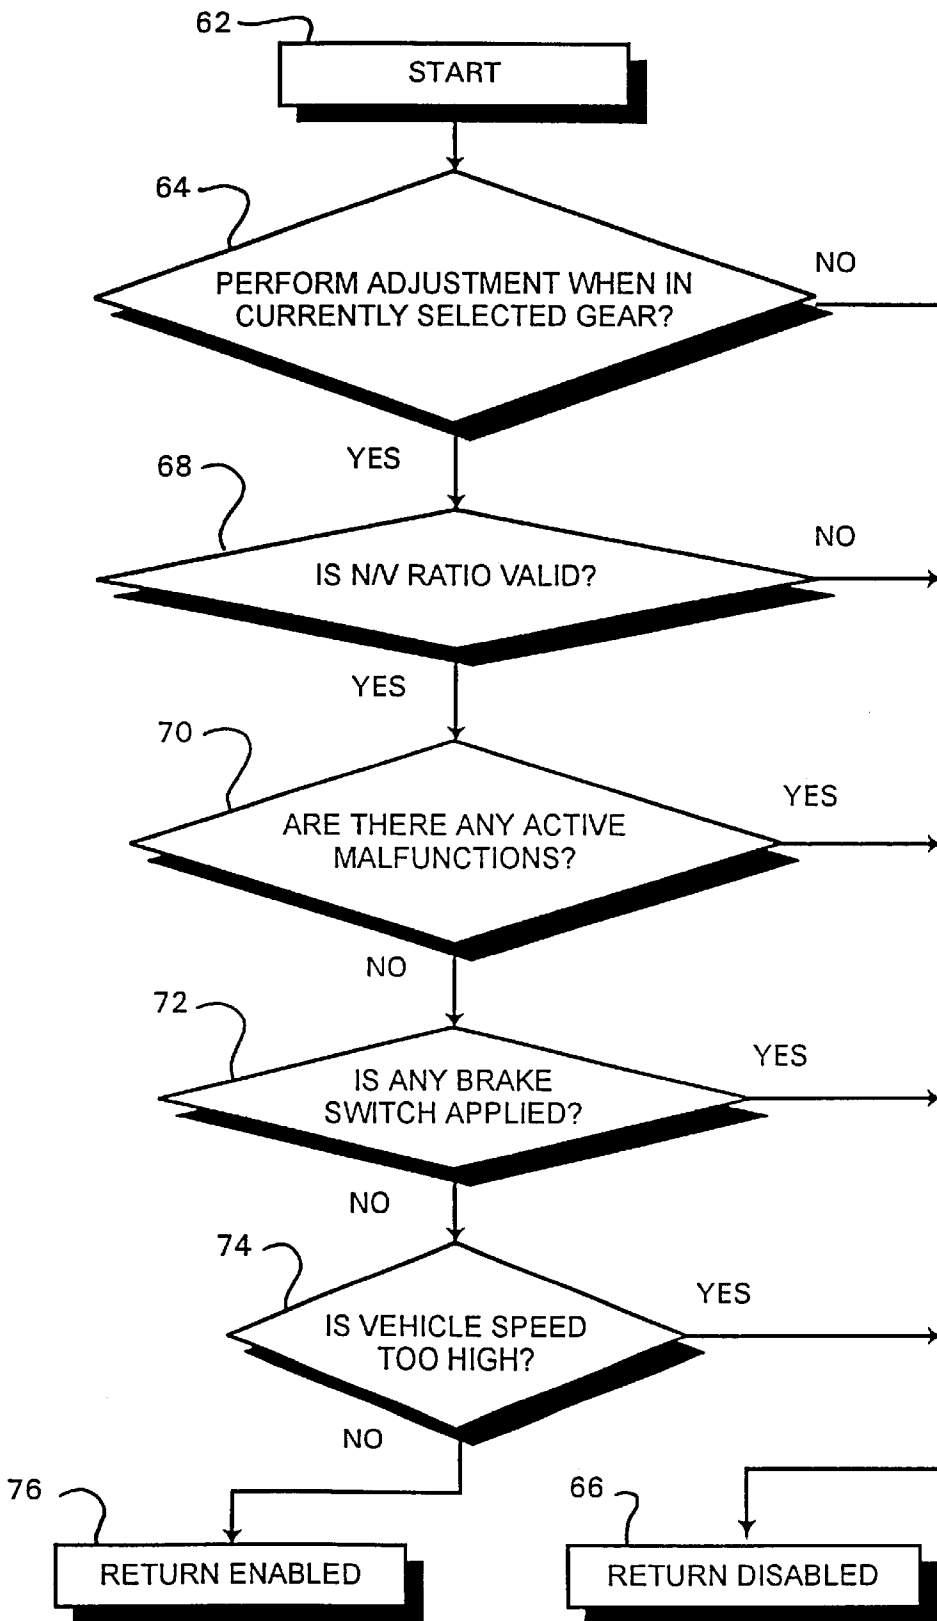 62
START
64
PERFORM ADJUSTMENT WHEN IN
CURRENTLY SELECTED GEAR?
NO
YES
68
IS N/V RATIO VALID?
NO
YES
70
ARE THERE ANY ACTIVE
MALFUNCTIONS?
YES
NO
72
IS ANY BRAKE
SWITCH APPLIED?
YES
NO
74
IS VEHICLE SPEED
TOO HIGH?
YES
NO
76
RETURN ENABLED
66
RETURN DISABLED